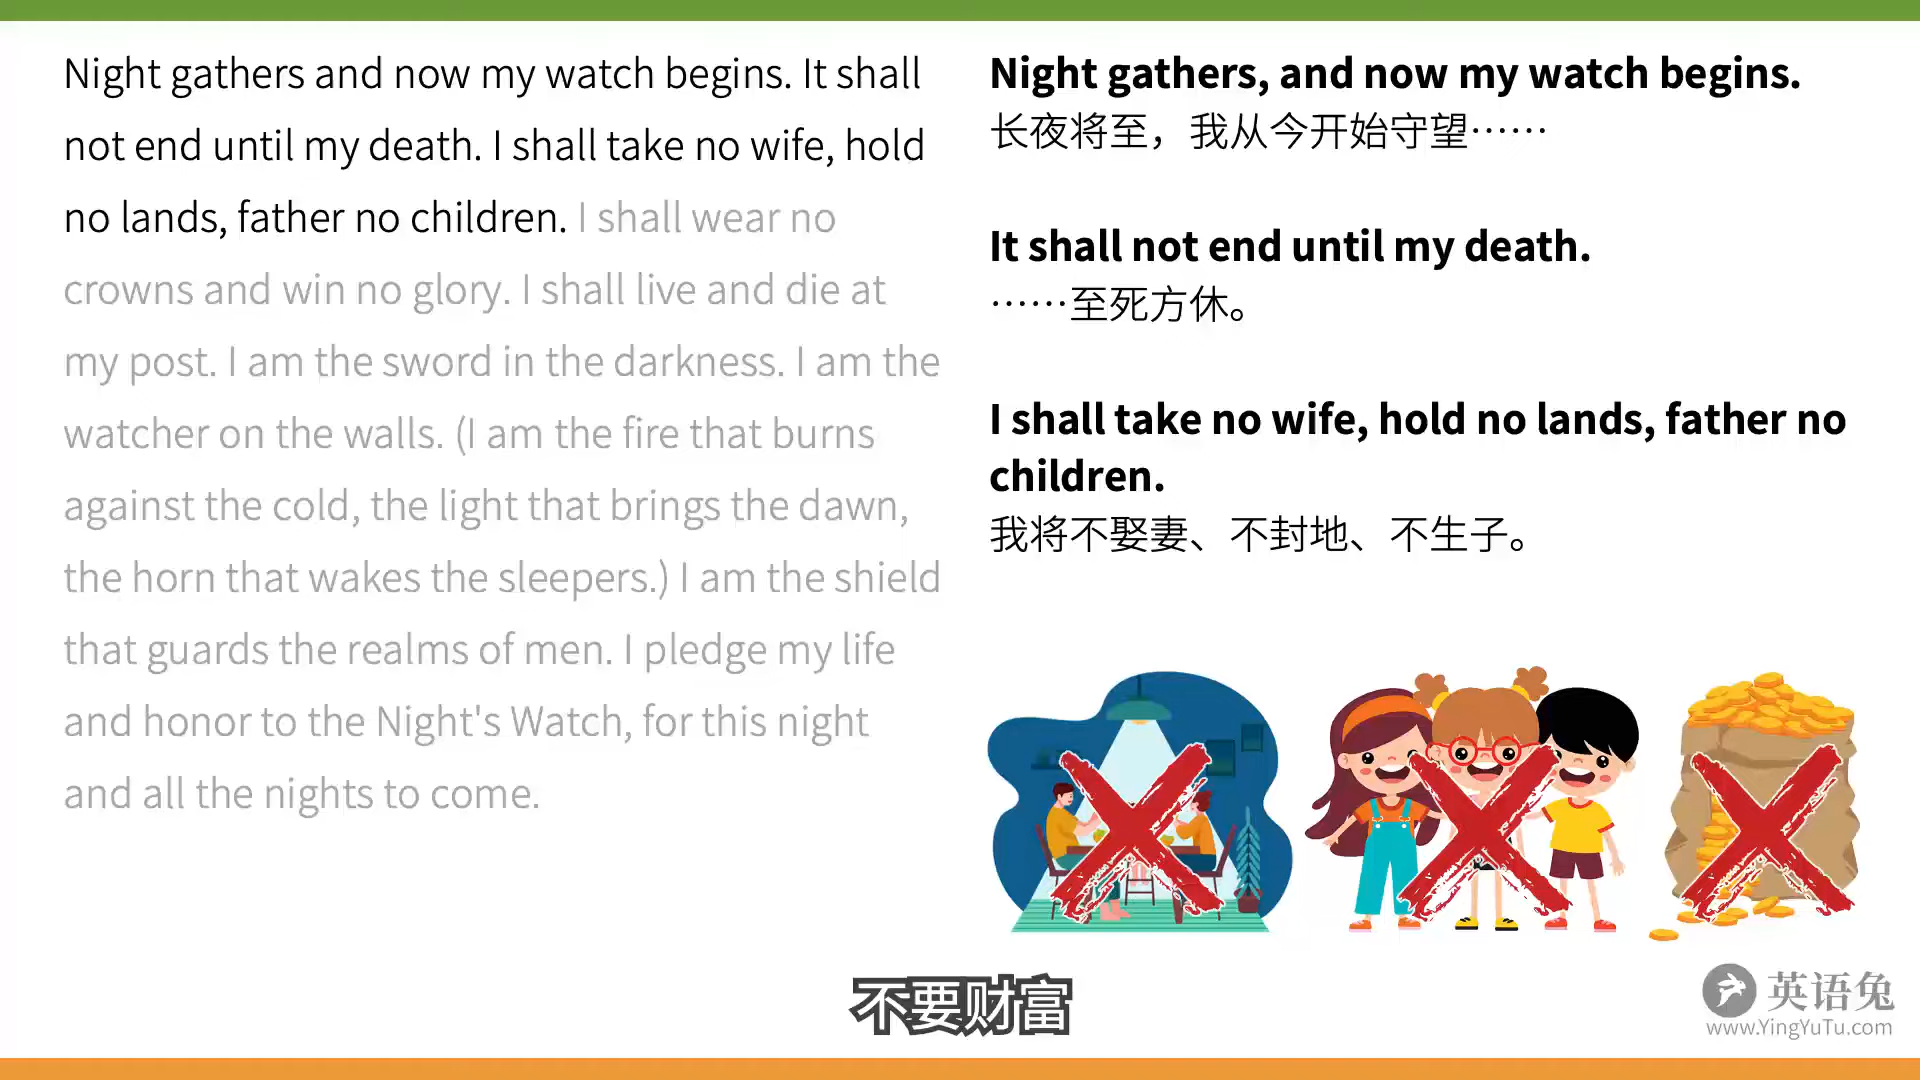 Night gathers and now my watch begins. It shall
not end until my death. I shall take no wife, hold
no lands, father no children. I shall wear no
crowns and win no glory. I shall live and die at
my post. I am the sword in the darkness. I am the
watcher on the walls. (I am the fire that burns
against the cold, the light that brings the dawn,
the horn that wakes the sleepers.) I am the shield
that guards the realms of men. I pledge my life
and honor to the Night's Watch, for this night
and all the nights to come.
Night gathers, and now my watch begins.
长夜将至，我从今开始守望……
It shall not end until my death.
……至死方休。
I shall take no wife, hold no lands, father no
children.
我将不娶妻、不封地、不生子。
不要财富
英语兔
www.YingYuTu.com